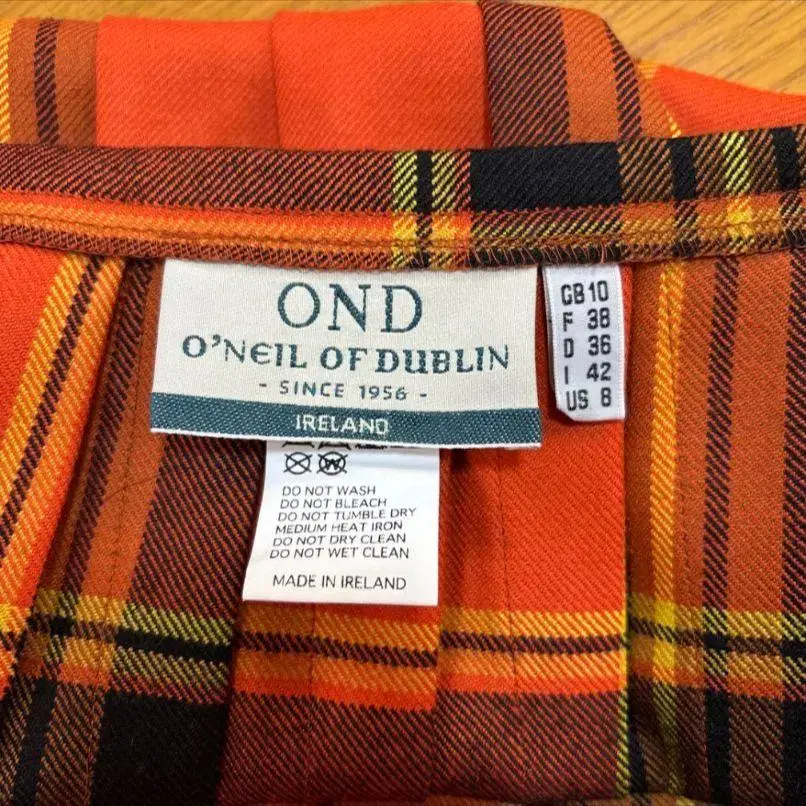 OND
O'NEIL OF DUBLIN
- SINCE 1956 -
IRELAND
GB 10
F 38
D 36
I 42
US 8
W
DO NOT WASH
DO NOT BLEACH
DO NOT TUMBLE DRY
MEDIUM HEAT IRON
DO NOT DRY CLEAN
DO NOT WET CLEAN
MADE IN IRELAND